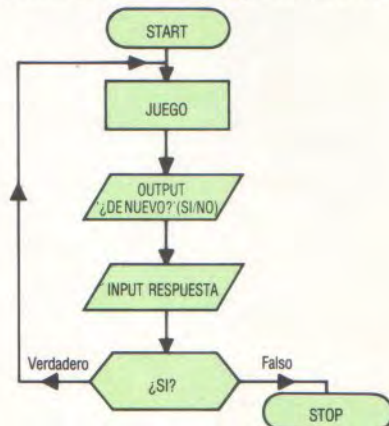 START
JUEGO
OUTPUT
'¿DE NUEVO?' (SI/NO)
INPUT RESPUESTA
Verdadero
¿SI?
Falso
STOP